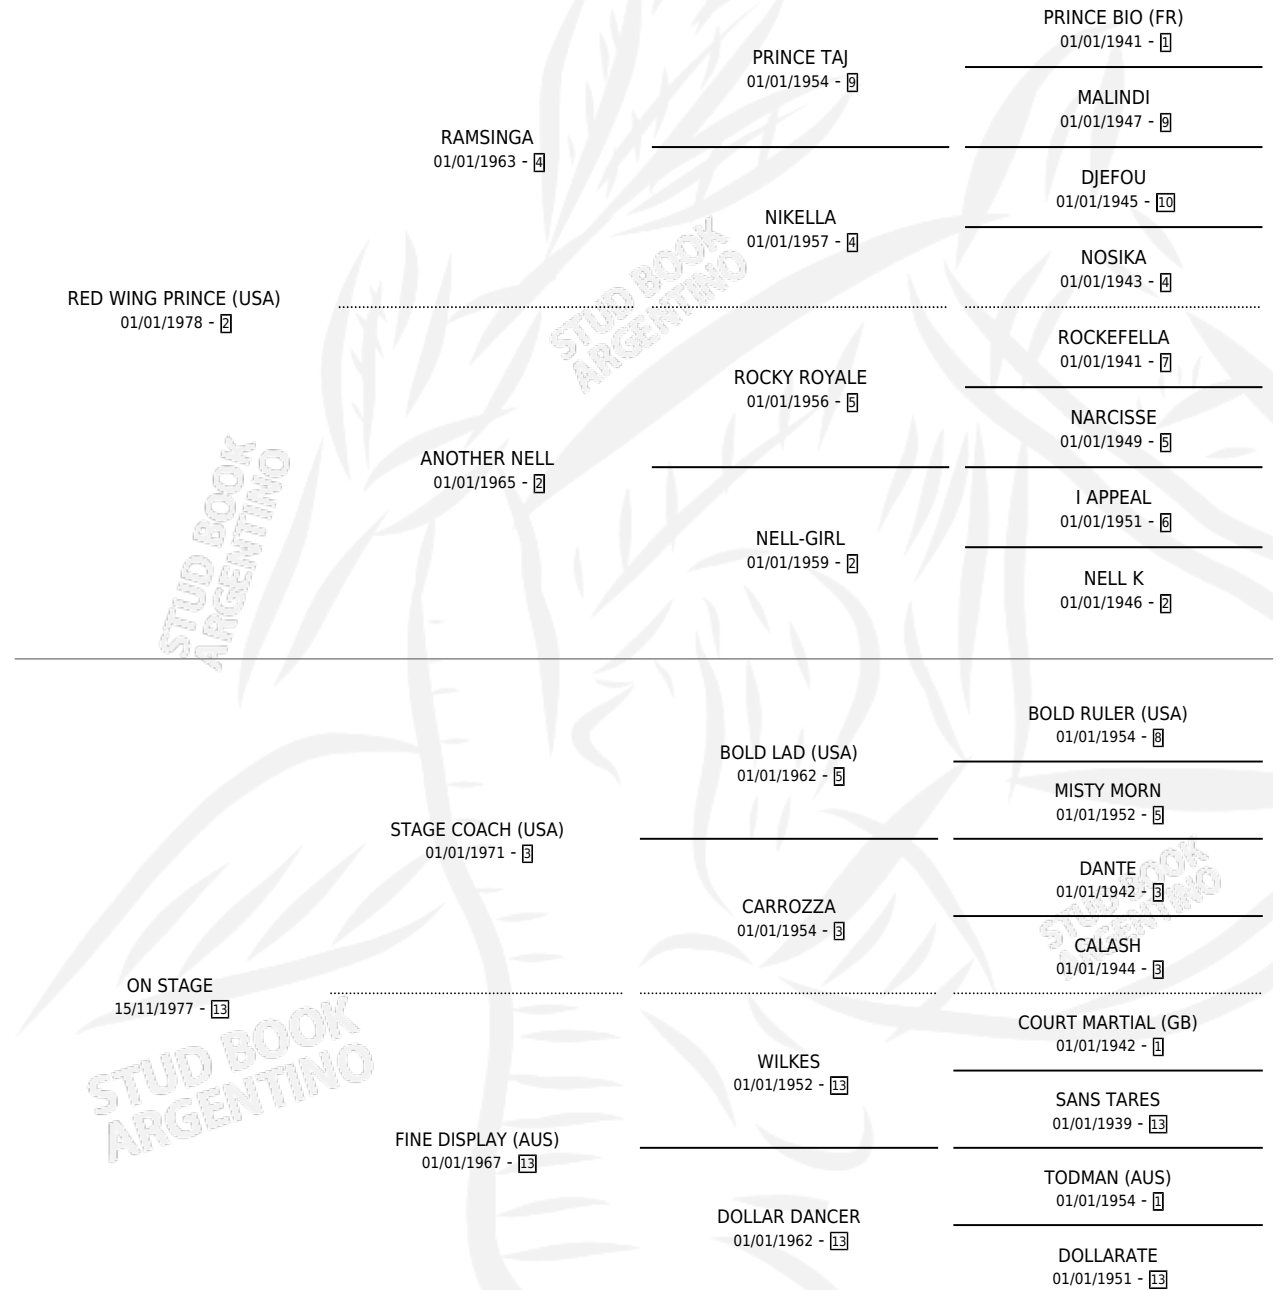 PRINCE BIO (FR)
01/01/1941 - 1
PRINCE TAJ
01/01/1954 - 9
MALINDI
01/01/1947 - 9
RAMSINGA
01/01/1963 - 4
DJEFOU
01/01/1945 - 10
NIKELLA
01/01/1957 - 4
NOSIKA
01/01/1943 - 4
RED WING PRINCE (USA)
01/01/1978 - 2
ROCKEFELLA
01/01/1941 - 7
ROCKY ROYALE
01/01/1956 - 5
NARCISSE
01/01/1949 - 5
ANOTHER NELL
01/01/1965 - 2
I APPEAL
01/01/1951 - 6
NELL-GIRL
01/01/1959 - 2
NELL K
01/01/1946 - 2
BOLD RULER (USA)
01/01/1954 - 8
BOLD LAD (USA)
01/01/1962 - 5
MISTY MORN
01/01/1952 - 5
STAGE COACH (USA)
01/01/1971 - 3
DANTE
01/01/1942 - 3
CARROZZA
01/01/1954 - 3
CALASH
01/01/1944 - 3
ON STAGE
15/11/1977 - 13
COURT MARTIAL (GB)
01/01/1942 - 1
WILKES
01/01/1952 - 13
SANS TARES
01/01/1939 - 13
FINE DISPLAY (AUS)
01/01/1967 - 13
TODMAN (AUS)
01/01/1954 - 1
DOLLAR DANCER
01/01/1962 - 13
DOLLARATE
01/01/1951 - 13
STUD BOOK
ARGENTINO
STUD BOOK
ARGENTINO
STUD BOOK
ARGENTINO
STUD BOOK
ARGENTINO